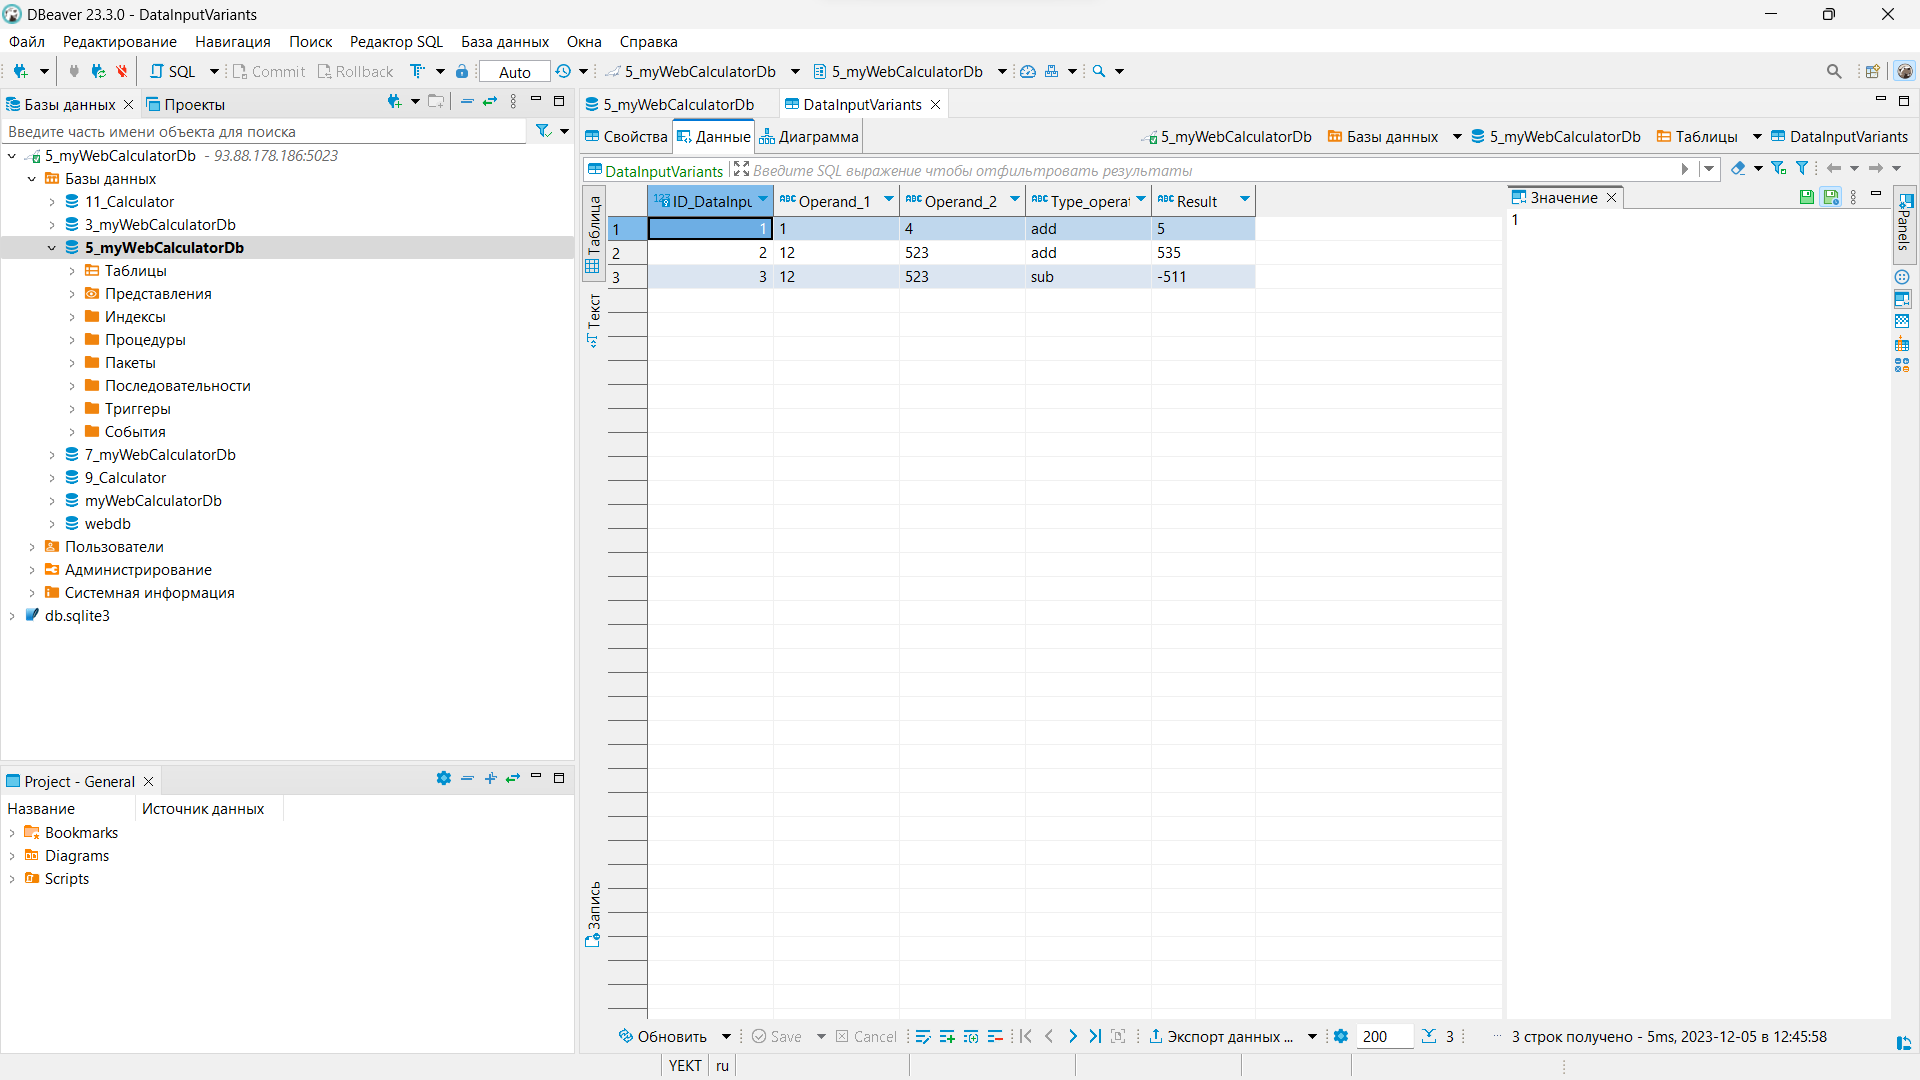 DBeaver 23.3.0 - DataInputVariants
Файл Редактирование Навигация Поиск Редактор SQL База данных Окна Справка
SQL Commit Rollback Auto 5_myWebCalculatorDb 5_myWebCalculatorDb
Базы данных Проекты
Введите часть имени объекта для поиска
5_myWebCalculatorDb - 93.88.178.186:5023
Базы данных
11_Calculator
3_myWebCalculatorDb
5_myWebCalculatorDb
Таблицы
Представления
Индексы
Процедуры
Пакеты
Последовательности
Триггеры
События
7_myWebCalculatorDb
9_Calculator
myWebCalculatorDb
webdb
Пользователи
Администрирование
Системная информация
db.sqlite3
Project - General
Название Источник данных
Bookmarks
Diagrams
Scripts
5_myWebCalculatorDb DataInputVariants
Свойства Данные Диаграмма 5_myWebCalculatorDb Базы данных 5_myWebCalculatorDb Таблицы DataInputVariants
DataInputVariants Введите SQL выражение чтобы отфильтровать результаты
Таблица
Текст
Запись
123 ID_DataInpu ABC Operand_1 ABC Operand_2 ABC Type_operat ABC Result
1 1 1 4 add 5
2 2 12 523 add 535
3 3 12 523 sub -511
Значение
1
Panels
Обновить Save Cancel Экспорт данных ... 200 3 3 строк получено - 5ms, 2023-12-05 в 12:45:58
YEKT ru